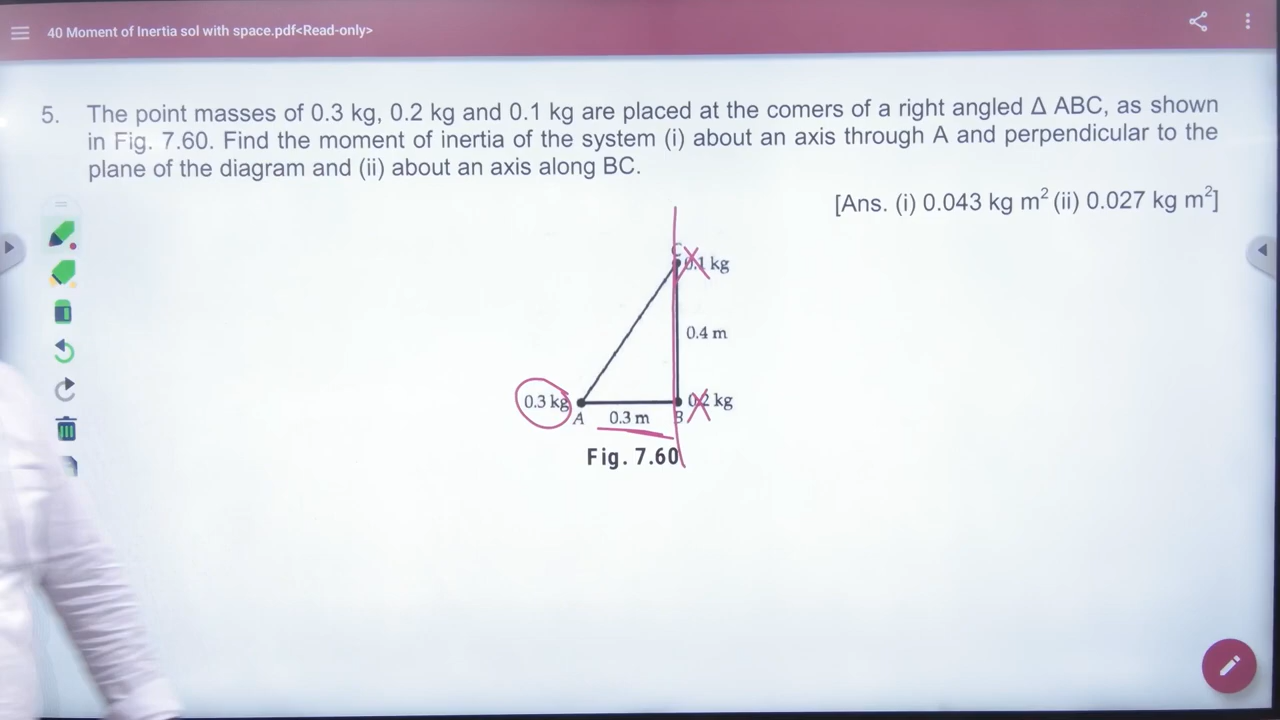 40 Moment of Inertia sol with space.pdf<Read-only>
5. The point masses of 0.3 kg, 0.2 kg and 0.1 kg are placed at the comers of a right angled Δ ABC, as shown
in Fig. 7.60. Find the moment of inertia of the system (i) about an axis through A and perpendicular to the
plane of the diagram and (ii) about an axis along BC.
[Ans. (i) 0.043 kg m² (ii) 0.027 kg m²]
C
0.1 kg
0.4 m
0.3 kg
0.2 kg
A 0.3 m B
Fig. 7.60